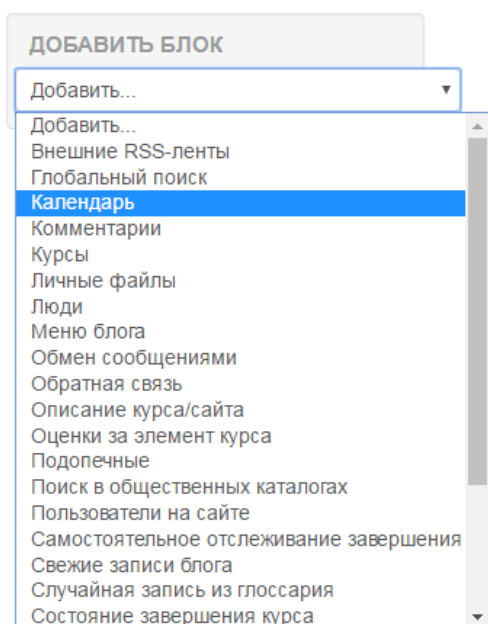 ДОБАВИТЬ БЛОК
Добавить...
Добавить...
Внешние RSS-ленты
Глобальный поиск
Календарь
Комментарии
Курсы
Личные файлы
Люди
Меню блога
Обмен сообщениями
Обратная связь
Описание курса/сайта
Оценки за элемент курса
Подопечные
Поиск в общественных каталогах
Пользователи на сайте
Самостоятельное отслеживание завершения
Свежие записи блога
Случайная запись из глоссария
Состояние завершения курса